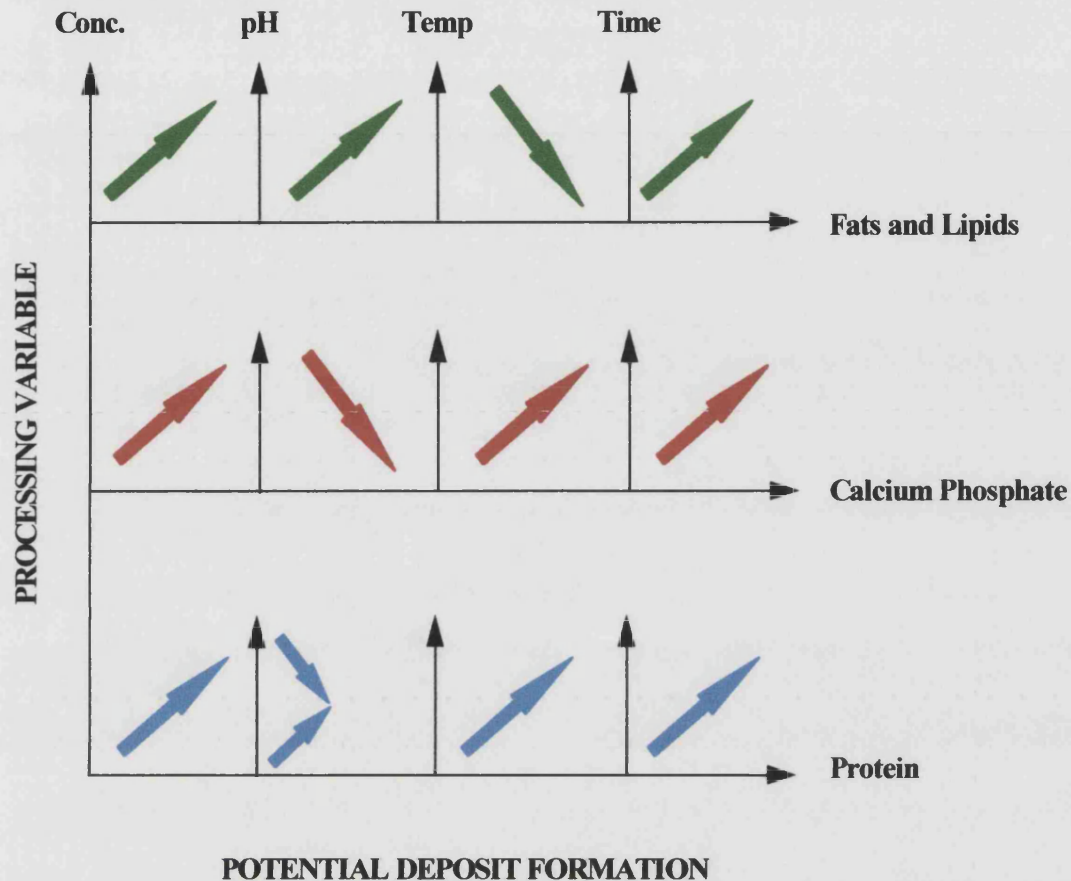 Conc. pH Temp Time
Fats and Lipids
PROCESSING VARIABLE
Calcium Phosphate
Protein
POTENTIAL DEPOSIT FORMATION